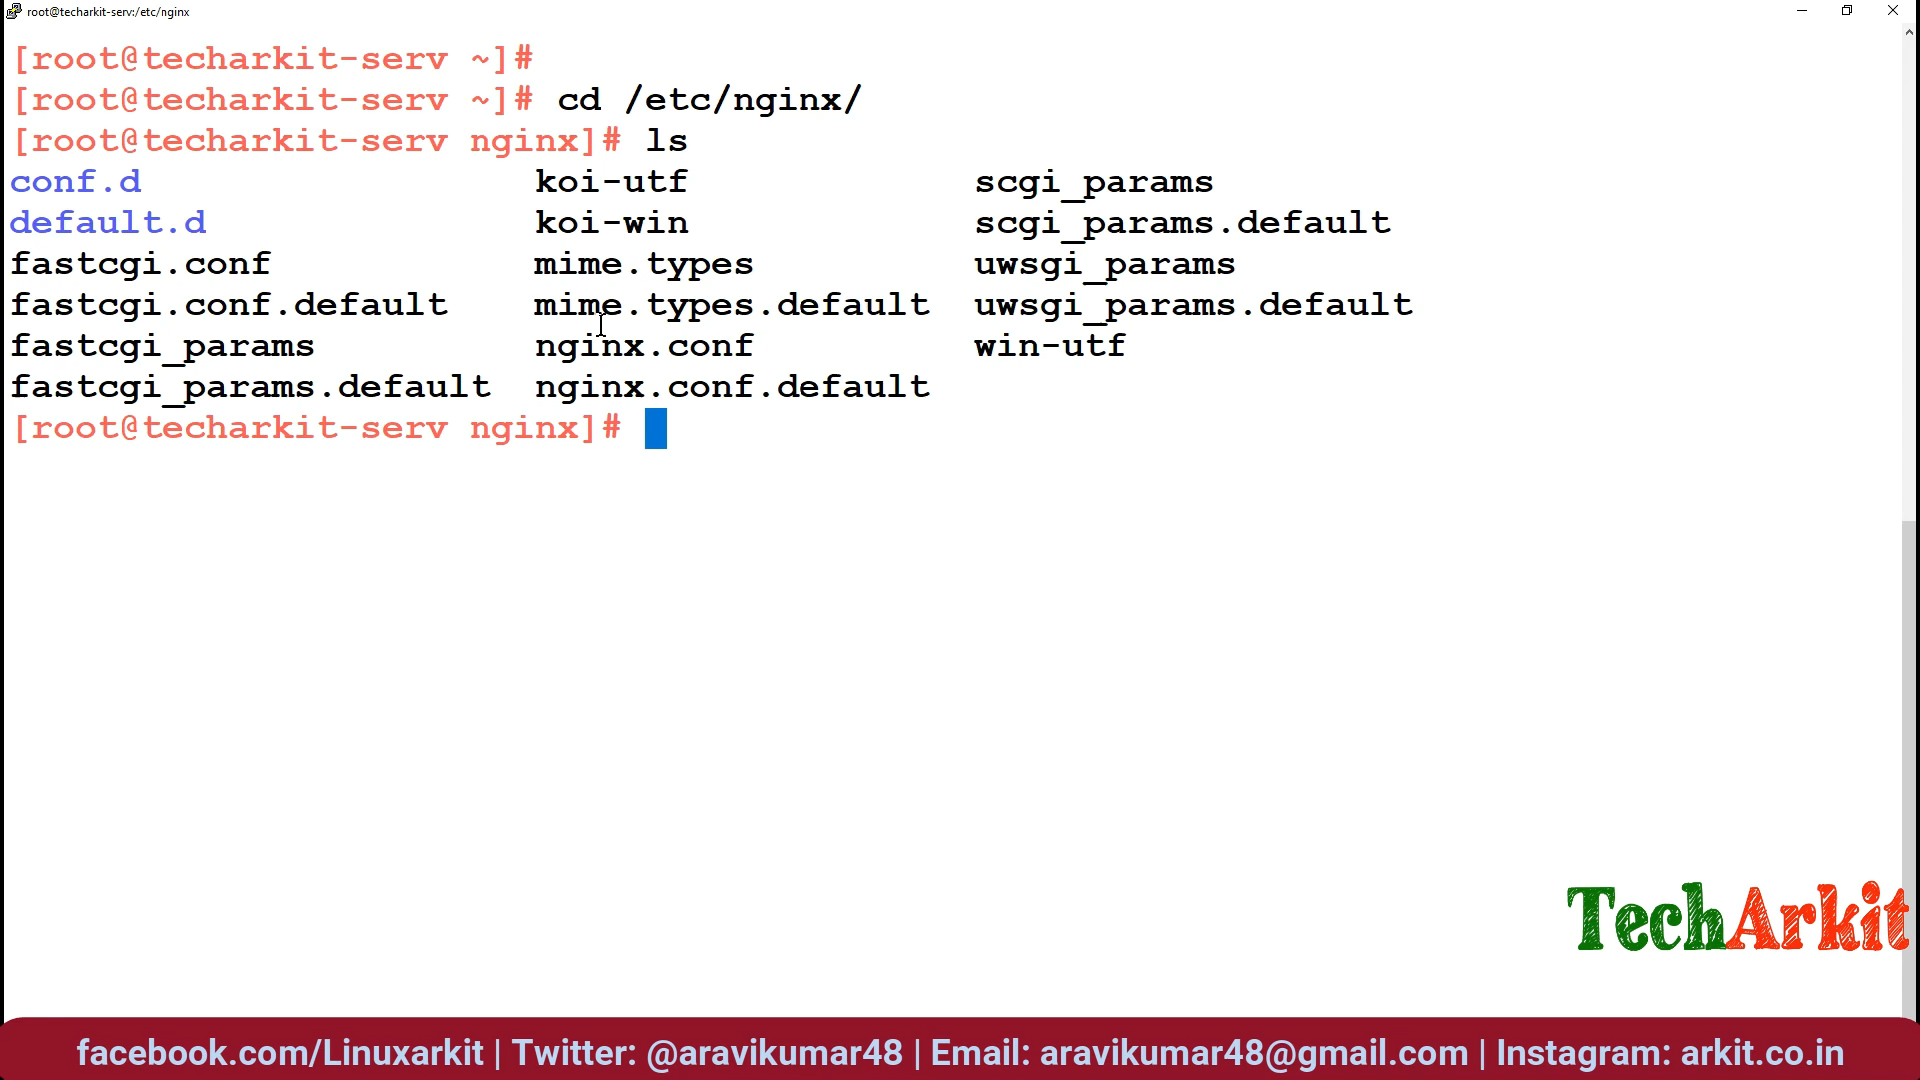 root@techarkit-serv:/etc/nginx
[root@techarkit-serv ~]#
[root@techarkit-serv ~]# cd /etc/nginx/
[root@techarkit-serv nginx]# ls
conf.d koi-utf scgi_params
default.d koi-win scgi_params.default
fastcgi.conf mime.types uwsgi_params
fastcgi.conf.default mime.types.default uwsgi_params.default
fastcgi_params nginx.conf win-utf
fastcgi_params.default nginx.conf.default
[root@techarkit-serv nginx]#
TechArkit
facebook.com/Linuxarkit | Twitter: @aravikumar48 | Email: aravikumar48@gmail.com | Instagram: arkit.co.in